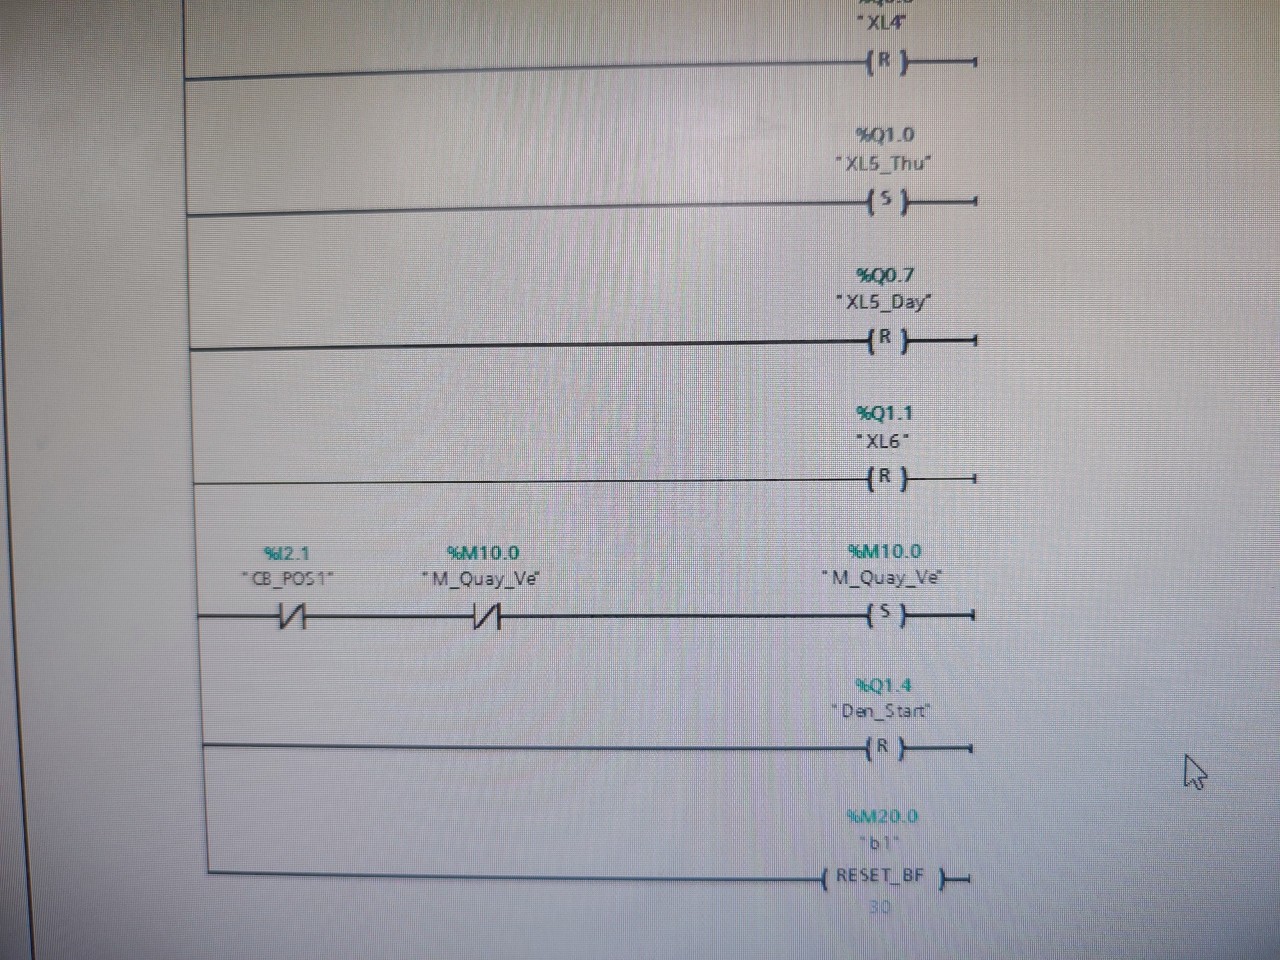 "XL4"
R
%Q1.0
"XL5_Thu"
S
%Q0.7
"XL5_Day"
R
%Q1.1
"XL6"
R
%I2.1 %M10.0 %M10.0
"CB_POS1" "M_Quay_Ve" "M_Quay_Ve"
S
%Q1.4
"Den_Start"
R
%M20.0
"b1"
RESET_BF
30